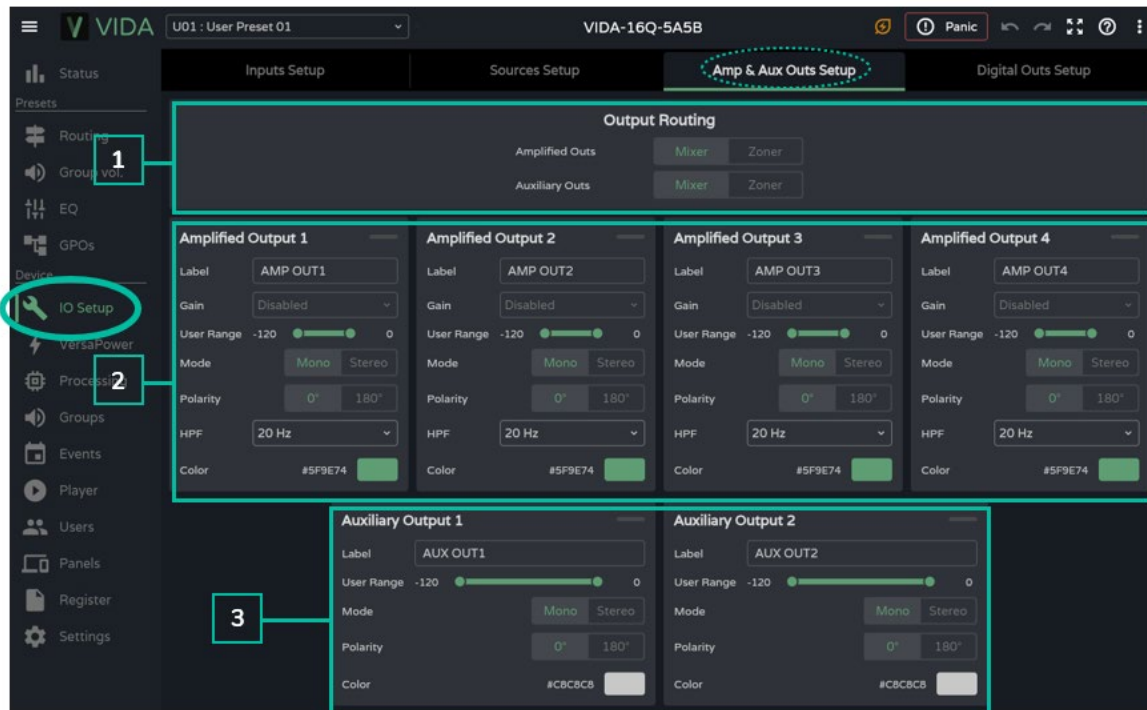 VIDA
U01 : User Preset 01
VIDA-16Q-5A5B
Panic
Status
Inputs Setup
Sources Setup
Amp & Aux Outs Setup
Digital Outs Setup
Presets
Routing
Group vol.
EQ
GPOs
Device
IO Setup
VersaPower
Processing
Groups
Events
Player
Users
Panels
Register
Settings
1
Output Routing
Amplified Outs Mixer Zoner
Auxiliary Outs Mixer Zoner
2
Amplified Output 1
Label AMP OUT1
Gain Disabled
User Range -120 0
Mode Mono Stereo
Polarity 0° 180°
HPF 20 Hz
Color #5F9E74
Amplified Output 2
Label AMP OUT2
Gain Disabled
User Range -120 0
Mode Mono Stereo
Polarity 0° 180°
HPF 20 Hz
Color #5F9E74
Amplified Output 3
Label AMP OUT3
Gain Disabled
User Range -120 0
Mode Mono Stereo
Polarity 0° 180°
HPF 20 Hz
Color #5F9E74
Amplified Output 4
Label AMP OUT4
Gain Disabled
User Range -120 0
Mode Mono Stereo
Polarity 0° 180°
HPF 20 Hz
Color #5F9E74
3
Auxiliary Output 1
Label AUX OUT1
User Range -120 0
Mode Mono Stereo
Polarity 0° 180°
Color #C8C8C8
Auxiliary Output 2
Label AUX OUT2
User Range -120 0
Mode Mono Stereo
Polarity 0° 180°
Color #C8C8C8